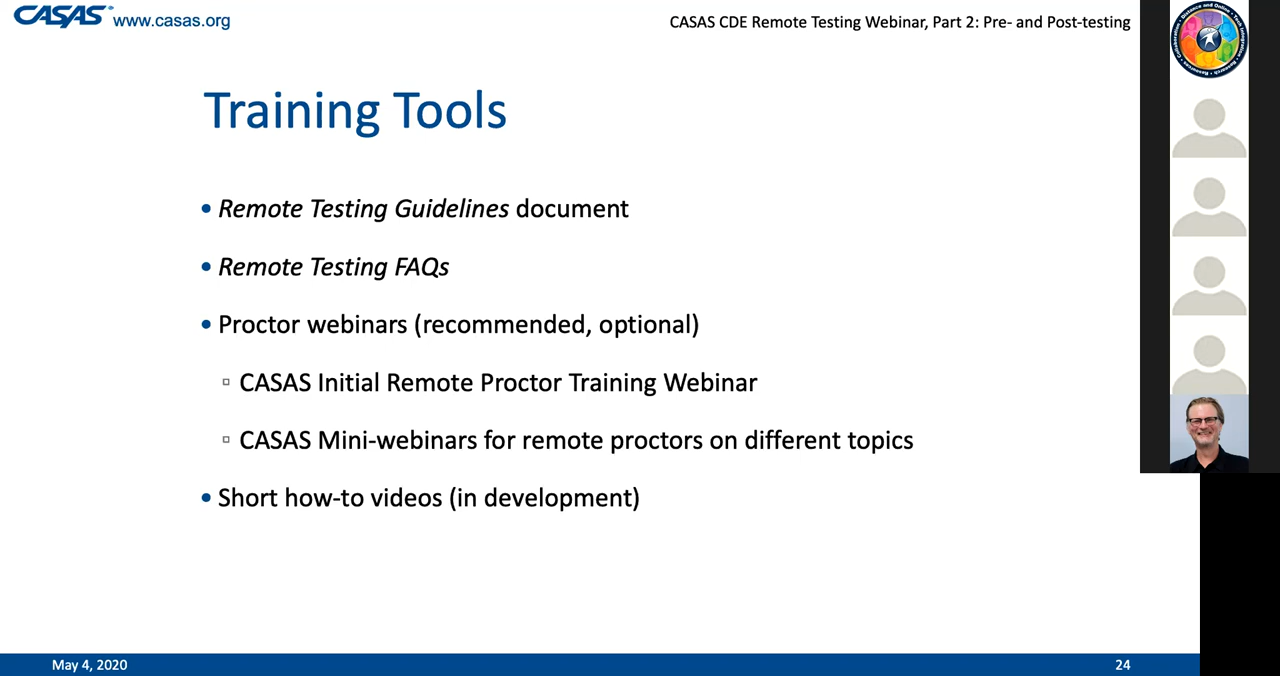 CASAS www.casas.org
CASAS CDE Remote Testing Webinar, Part 2: Pre- and Post-testing
Training Tools
• Remote Testing Guidelines document
• Remote Testing FAQs
• Proctor webinars (recommended, optional)
▫ CASAS Initial Remote Proctor Training Webinar
▫ CASAS Mini-webinars for remote proctors on different topics
• Short how-to videos (in development)
May 4, 2020
24